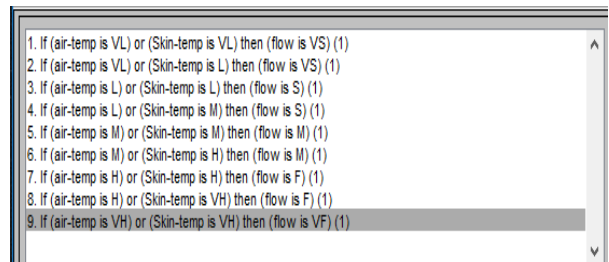 1. If (air-temp is VL) or (Skin-temp is VL) then (flow is VS) (1)
2. If (air-temp is VL) or (Skin-temp is L) then (flow is VS) (1)
3. If (air-temp is L) or (Skin-temp is L) then (flow is S) (1)
4. If (air-temp is L) or (Skin-temp is M) then (flow is S) (1)
5. If (air-temp is M) or (Skin-temp is M) then (flow is M) (1)
6. If (air-temp is M) or (Skin-temp is H) then (flow is M) (1)
7. If (air-temp is H) or (Skin-temp is H) then (flow is F) (1)
8. If (air-temp is H) or (Skin-temp is VH) then (flow is F) (1)
9. If (air-temp is VH) or (Skin-temp is VH) then (flow is VF) (1)